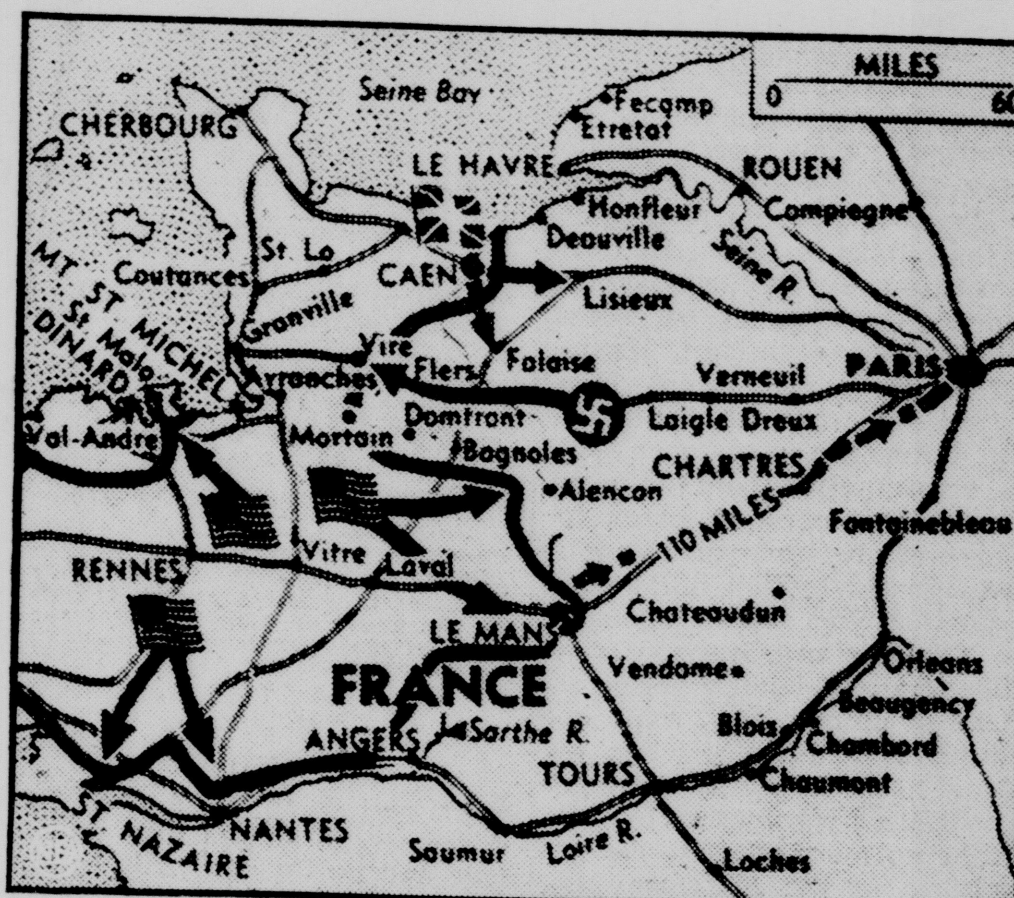 MILES
0 60
Seine Bay
Fecamp
Etretat
CHERBOURG
LE HAVRE
ROUEN
Honfleur
Compiegne
Deauville
St. Lo
Seine R.
Coutances
CAEN
Lisieux
MT ST MICHEL
St Malo
DINARD
Granville
Vire
Avranches
Flers
Falaise
Verneuil
PARIS
Laigle Dreux
Val-Andre
Mortain
Domfront
Bagnoles
CHARTRES
Alencon
110 MILES
Fontainebleau
Vitre
Laval
RENNES
Chateaudun
LE MANS
Vendome
Orleans
FRANCE
Beaugency
La Sarthe R.
Blois
Chambord
ANGERS
TOURS
Chaumont
ST NAZAIRE
NANTES
Saumur
Loire R.
Loches